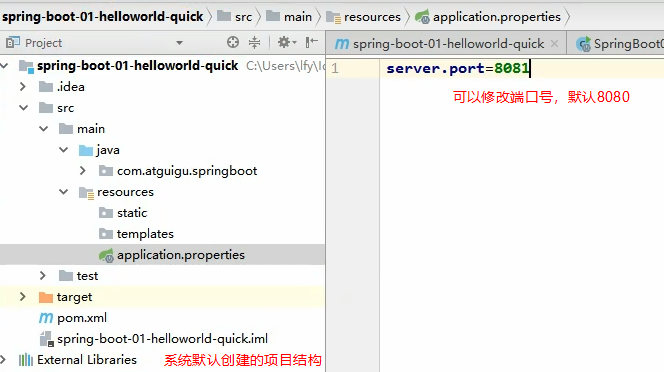 spring-boot-01-helloworld-quick src main resources application.properties
Project
spring-boot-01-helloworld-quick SpringBoot0
spring-boot-01-helloworld-quick C:\Users\lfy\Ic
.idea
src
main
java
com.atguigu.springboot
resources
static
templates
application.properties
test
target
pom.xml
spring-boot-01-helloworld-quick.iml
External Libraries
系统默认创建的项目结构
1 server.port=8081
可以修改端口号，默认8080